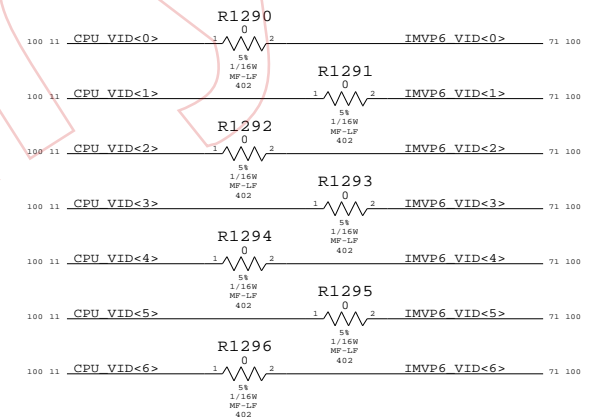 R1290
0
100 11 CPU_VID<0> 1 2 IMVP6_VID<0> 71 100
5%
1/16W
MF-LF
402
R1291
0
100 11 CPU_VID<1> 1 2 IMVP6_VID<1> 71 100
5%
1/16W
MF-LF
402
R1292
0
100 11 CPU_VID<2> 1 2 IMVP6_VID<2> 71 100
5%
1/16W
MF-LF
402
R1293
0
100 11 CPU_VID<3> 1 2 IMVP6_VID<3> 71 100
5%
1/16W
MF-LF
402
R1294
0
100 11 CPU_VID<4> 1 2 IMVP6_VID<4> 71 100
5%
1/16W
MF-LF
402
R1295
0
100 11 CPU_VID<5> 1 2 IMVP6_VID<5> 71 100
5%
1/16W
MF-LF
402
R1296
0
100 11 CPU_VID<6> 1 2 IMVP6_VID<6> 71 100
5%
1/16W
MF-LF
402